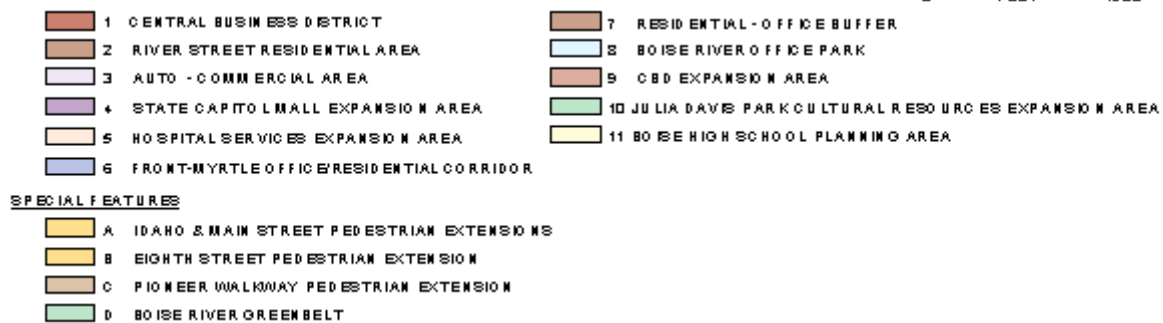 1 CENTRAL BUSINESS DISTRICT
2 RIVER STREET RESIDENTIAL AREA
3 AUTO - COMMERCIAL AREA
4 STATE CAPITOL MALL EXPANSION AREA
5 HOSPITAL SERVICES EXPANSION AREA
6 FRONT-MYRTLE OFFICE/RESIDENTIAL CORRIDOR
7 RESIDENTIAL - OFFICE BUFFER
8 BOISE RIVER OFFICE PARK
9 CBD EXPANSION AREA
10 JULIA DAVIS PARK CULTURAL RESOURCES EXPANSION AREA
11 BOISE HIGH SCHOOL PLANNING AREA
SPECIAL FEATURES
A IDAHO & MAIN STREET PEDESTRIAN EXTENSIONS
B EIGHTH STREET PEDESTRIAN EXTENSION
C PIONEER WALKWAY PEDESTRIAN EXTENSION
D BOISE RIVER GREENBELT